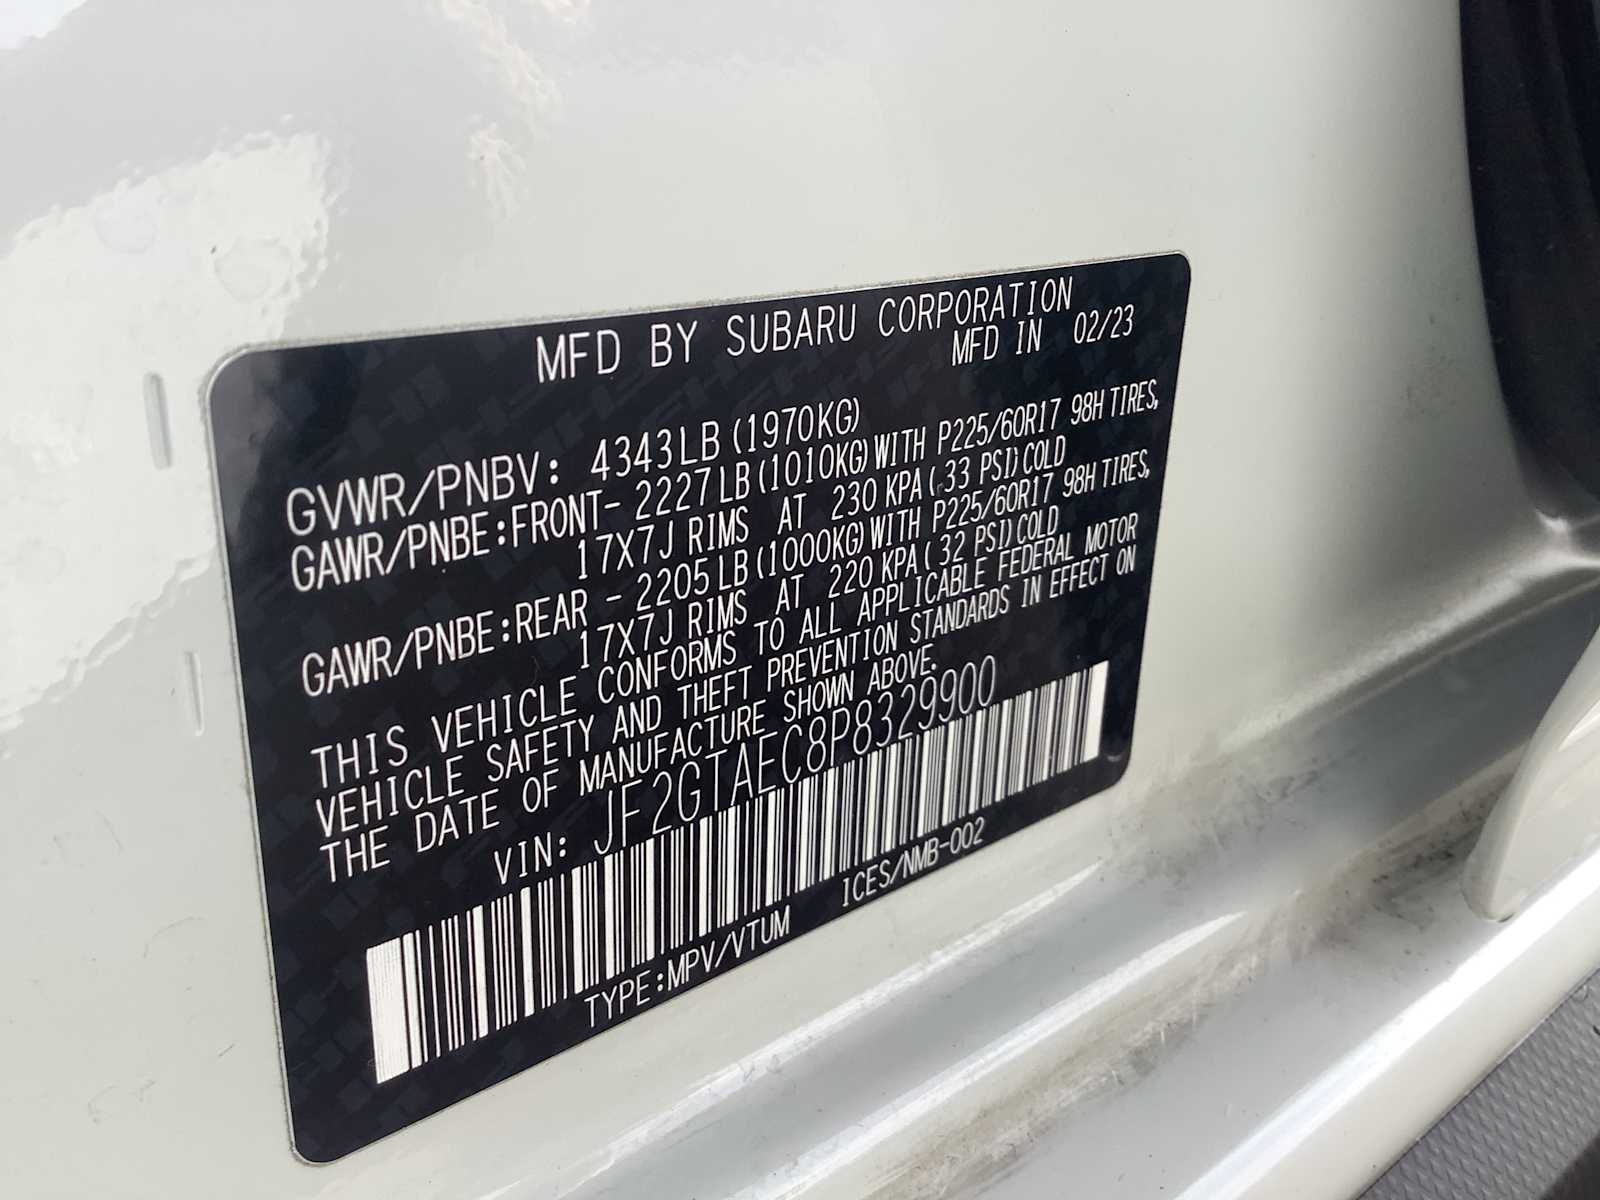 MFD BY SUBARU CORPORATION
MFD IN 02/23
GVWR/PNBV: 4343LB(1970KG)
GAWR/PNBE:FRONT- 2227LB(1010KG)WITH P225/60R17 98H TIRES,
17X7J RIMS AT 230 KPA( 33 PSI)COLD
GAWR/PNBE:REAR - 2205LB(1000KG)WITH P225/60R17 98H TIRES,
17X7J RIMS AT 220 KPA( 32 PSI)COLD
THIS VEHICLE CONFORMS TO ALL APPLICABLE FEDERAL MOTOR
VEHICLE SAFETY AND THEFT PREVENTION STANDARDS IN EFFECT ON
THE DATE OF MANUFACTURE SHOWN ABOVE.
VIN: JF2GTAEC8P8329900
TYPE:MPV/VTUM ICES/NMB-002